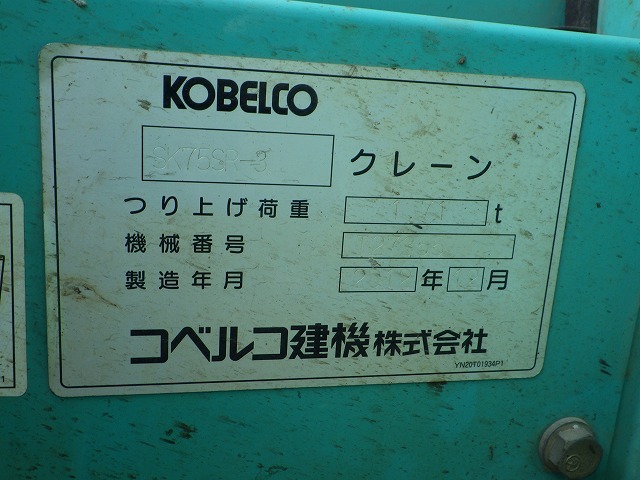 KOBELCO
SK75SR-3 クレーン
つり上げ荷重 t
機械番号
製造年月 年 月
コベルコ建機株式会社
YN20T01934P1